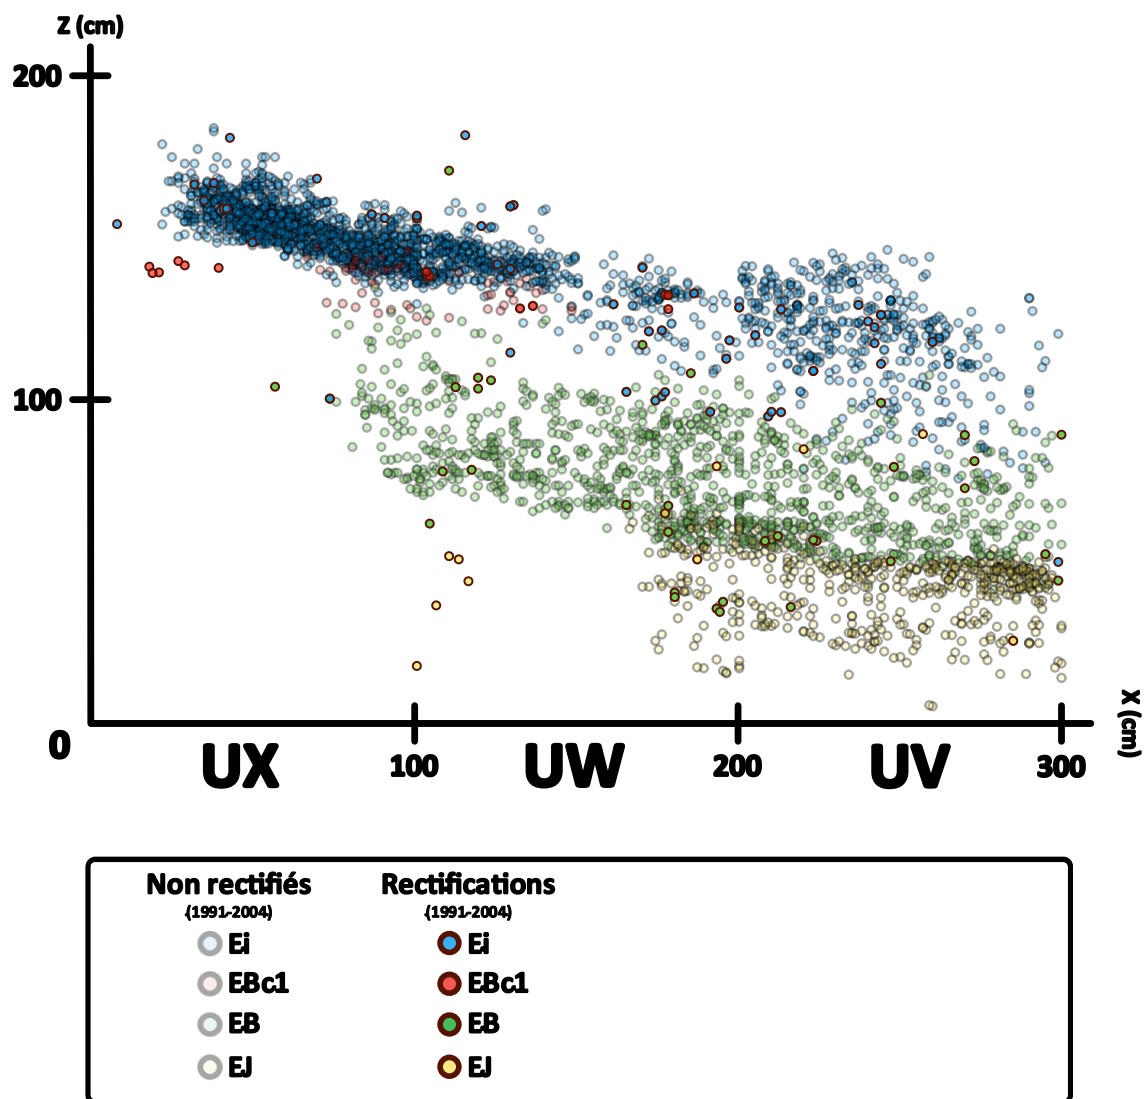 Z (cm)
200
100
0
100
200
300
X (cm)
UX
UW
UV
Non rectifiés
(1991-2004)
Ei
EBc1
EB
EJ
Rectifications
(1991-2004)
Ei
EBc1
EB
EJ